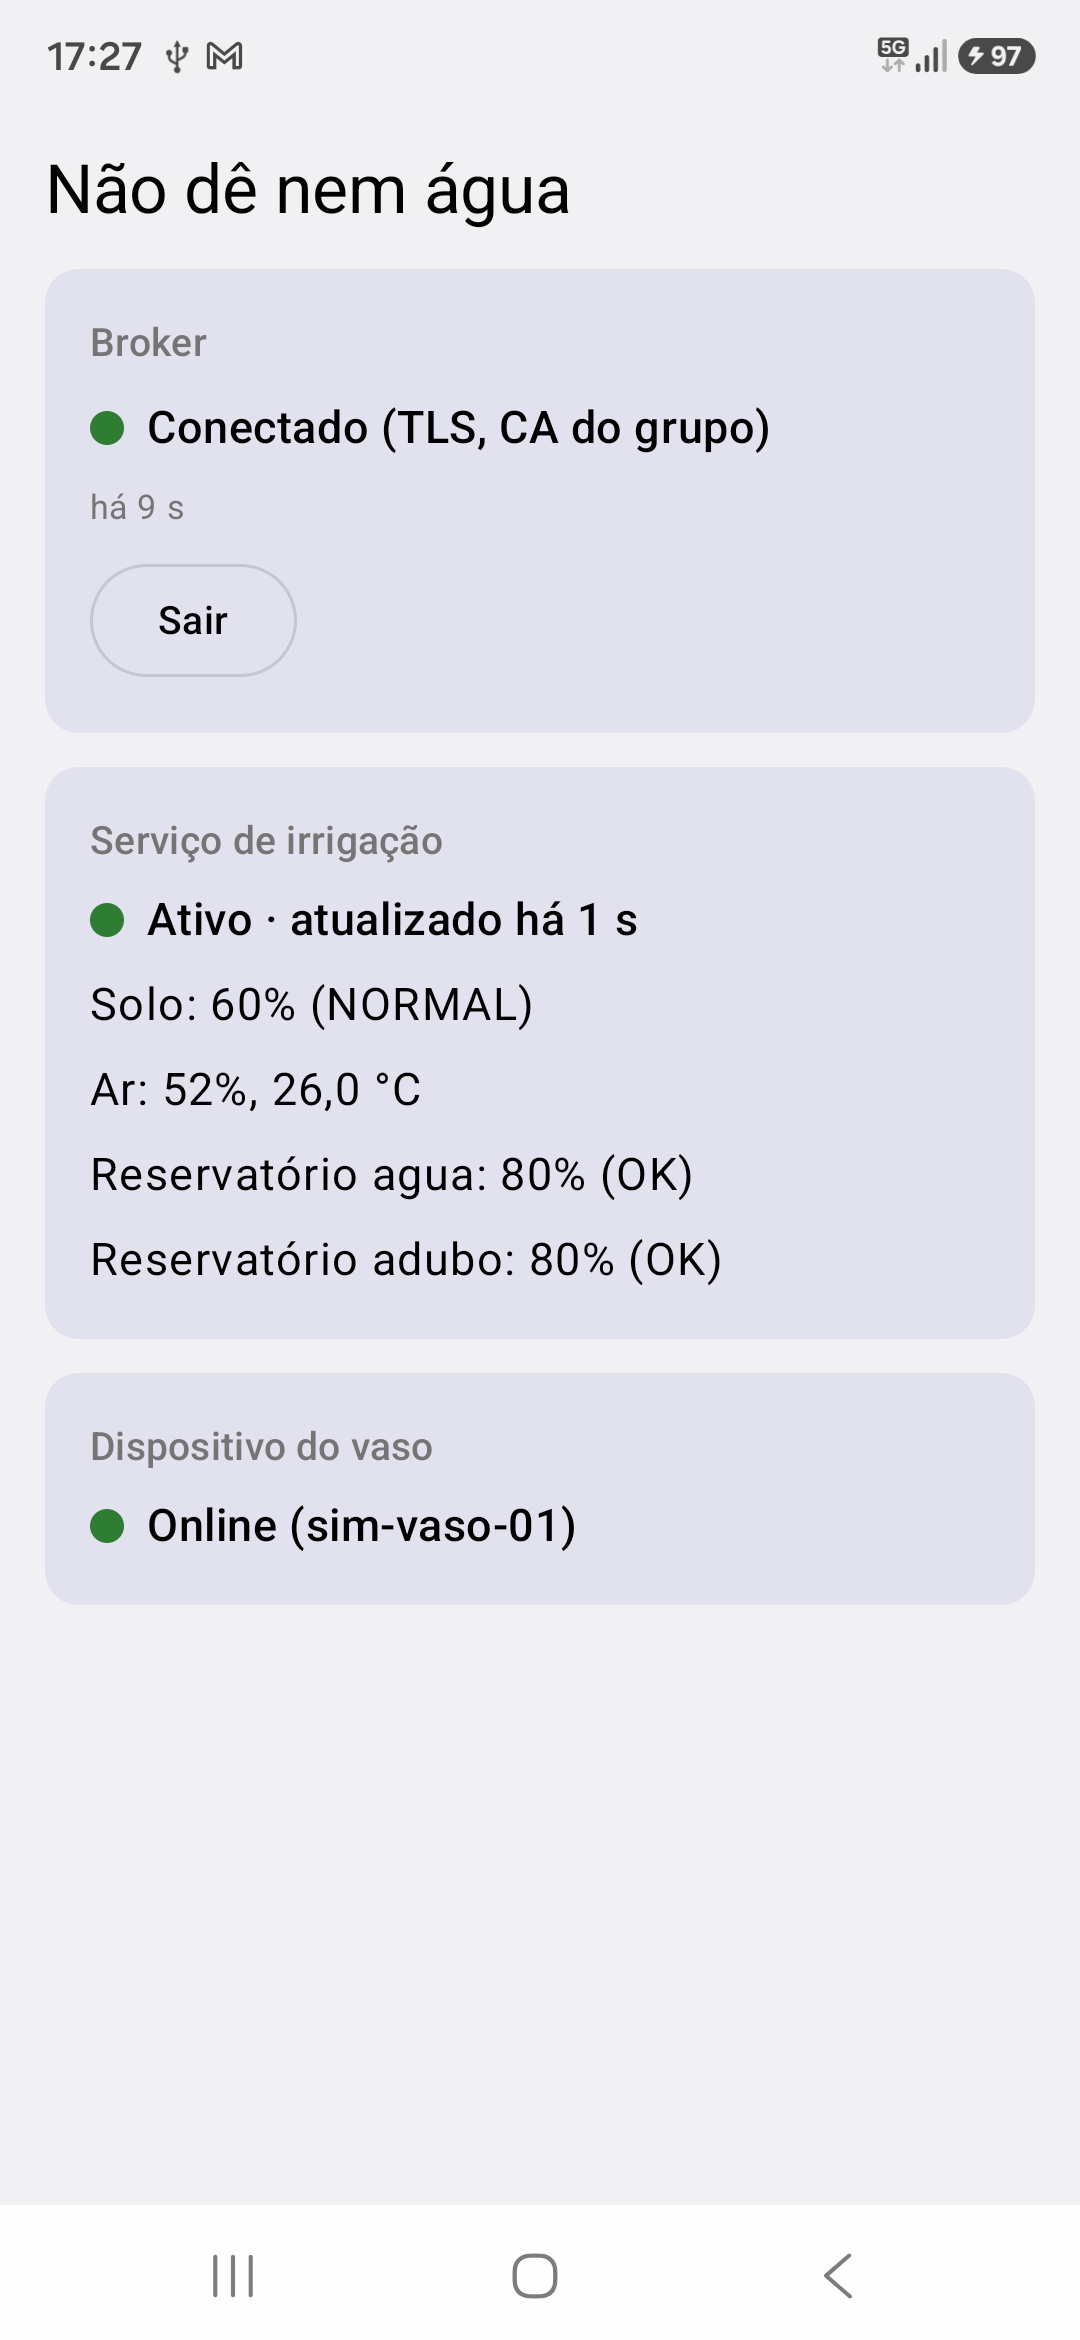 17:27
5G
97
Não dê nem água
Broker
Conectado (TLS, CA do grupo)
há 9 s
Sair
Serviço de irrigação
Ativo · atualizado há 1 s
Solo: 60% (NORMAL)
Ar: 52%, 26,0 °C
Reservatório agua: 80% (OK)
Reservatório adubo: 80% (OK)
Dispositivo do vaso
Online (sim-vaso-01)